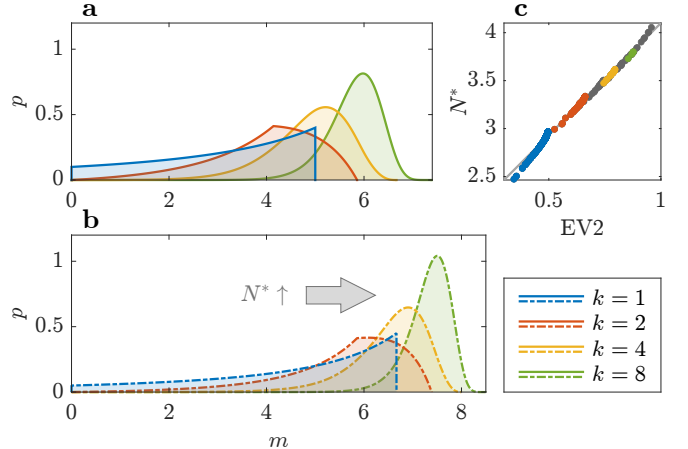 a
1
0.5
0
p
0 2 4 6
c
4
3.5
3
2.5
N*
0.5 1
EV2
b
1
0.5
0
p
N* ↑
0 2 4 6 8
m
k = 1
k = 2
k = 4
k = 8